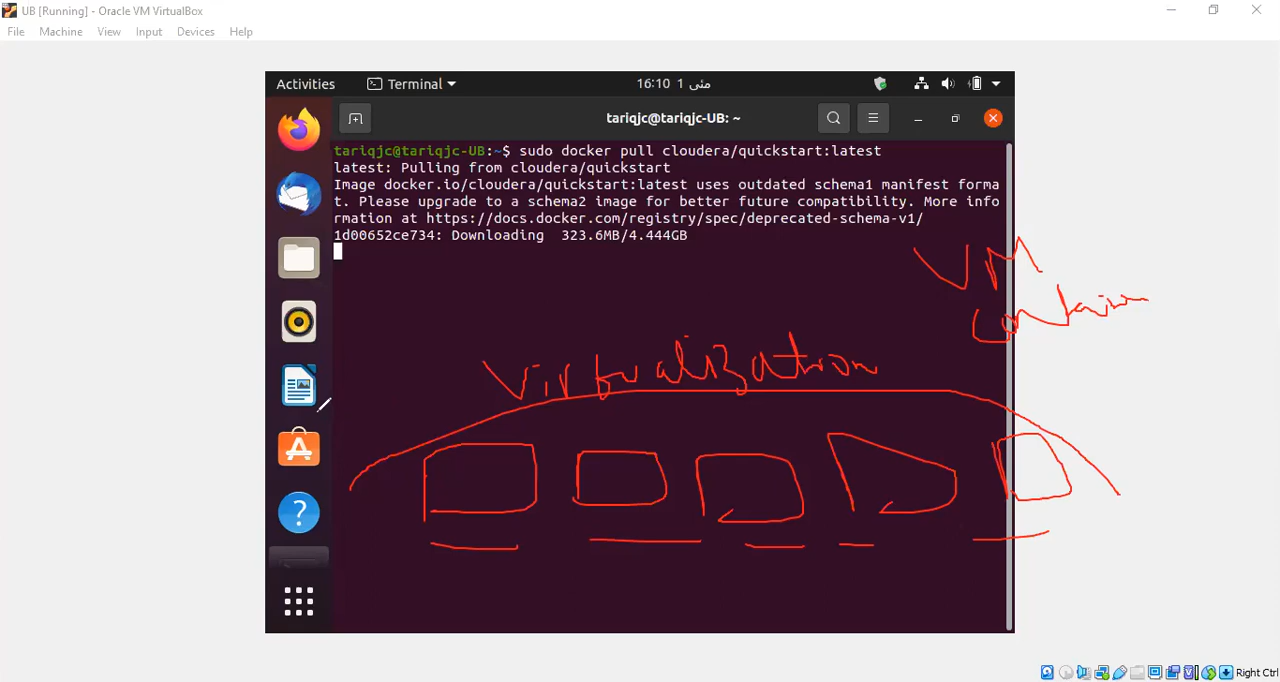 UB [Running] - Oracle VM VirtualBox
File Machine View Input Devices Help
Activities Terminal 16:10 1 مئی
tariqjc@tariqjc-UB: ~
tariqjc@tariqjc-UB:~$ sudo docker pull cloudera/quickstart:latest
latest: Pulling from cloudera/quickstart
Image docker.io/cloudera/quickstart:latest uses outdated schema1 manifest forma
t. Please upgrade to a schema2 image for better future compatibility. More info
rmation at https://docs.docker.com/registry/spec/deprecated-schema-v1/
1d00652ce734: Downloading 323.6MB/4.444GB
VM
Virtualization
Right Ctrl